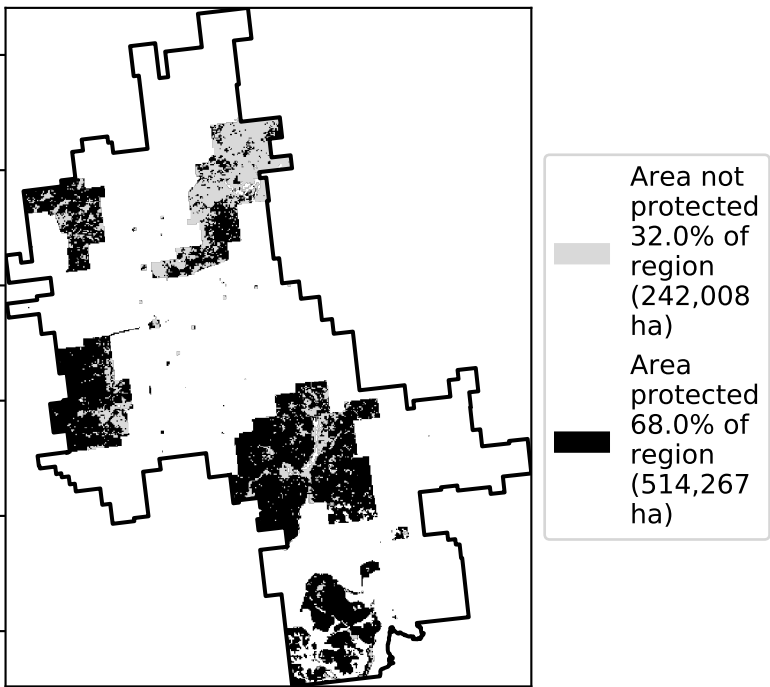 Area not
protected
32.0% of
region
(242,008
ha)
Area
protected
68.0% of
region
(514,267
ha)